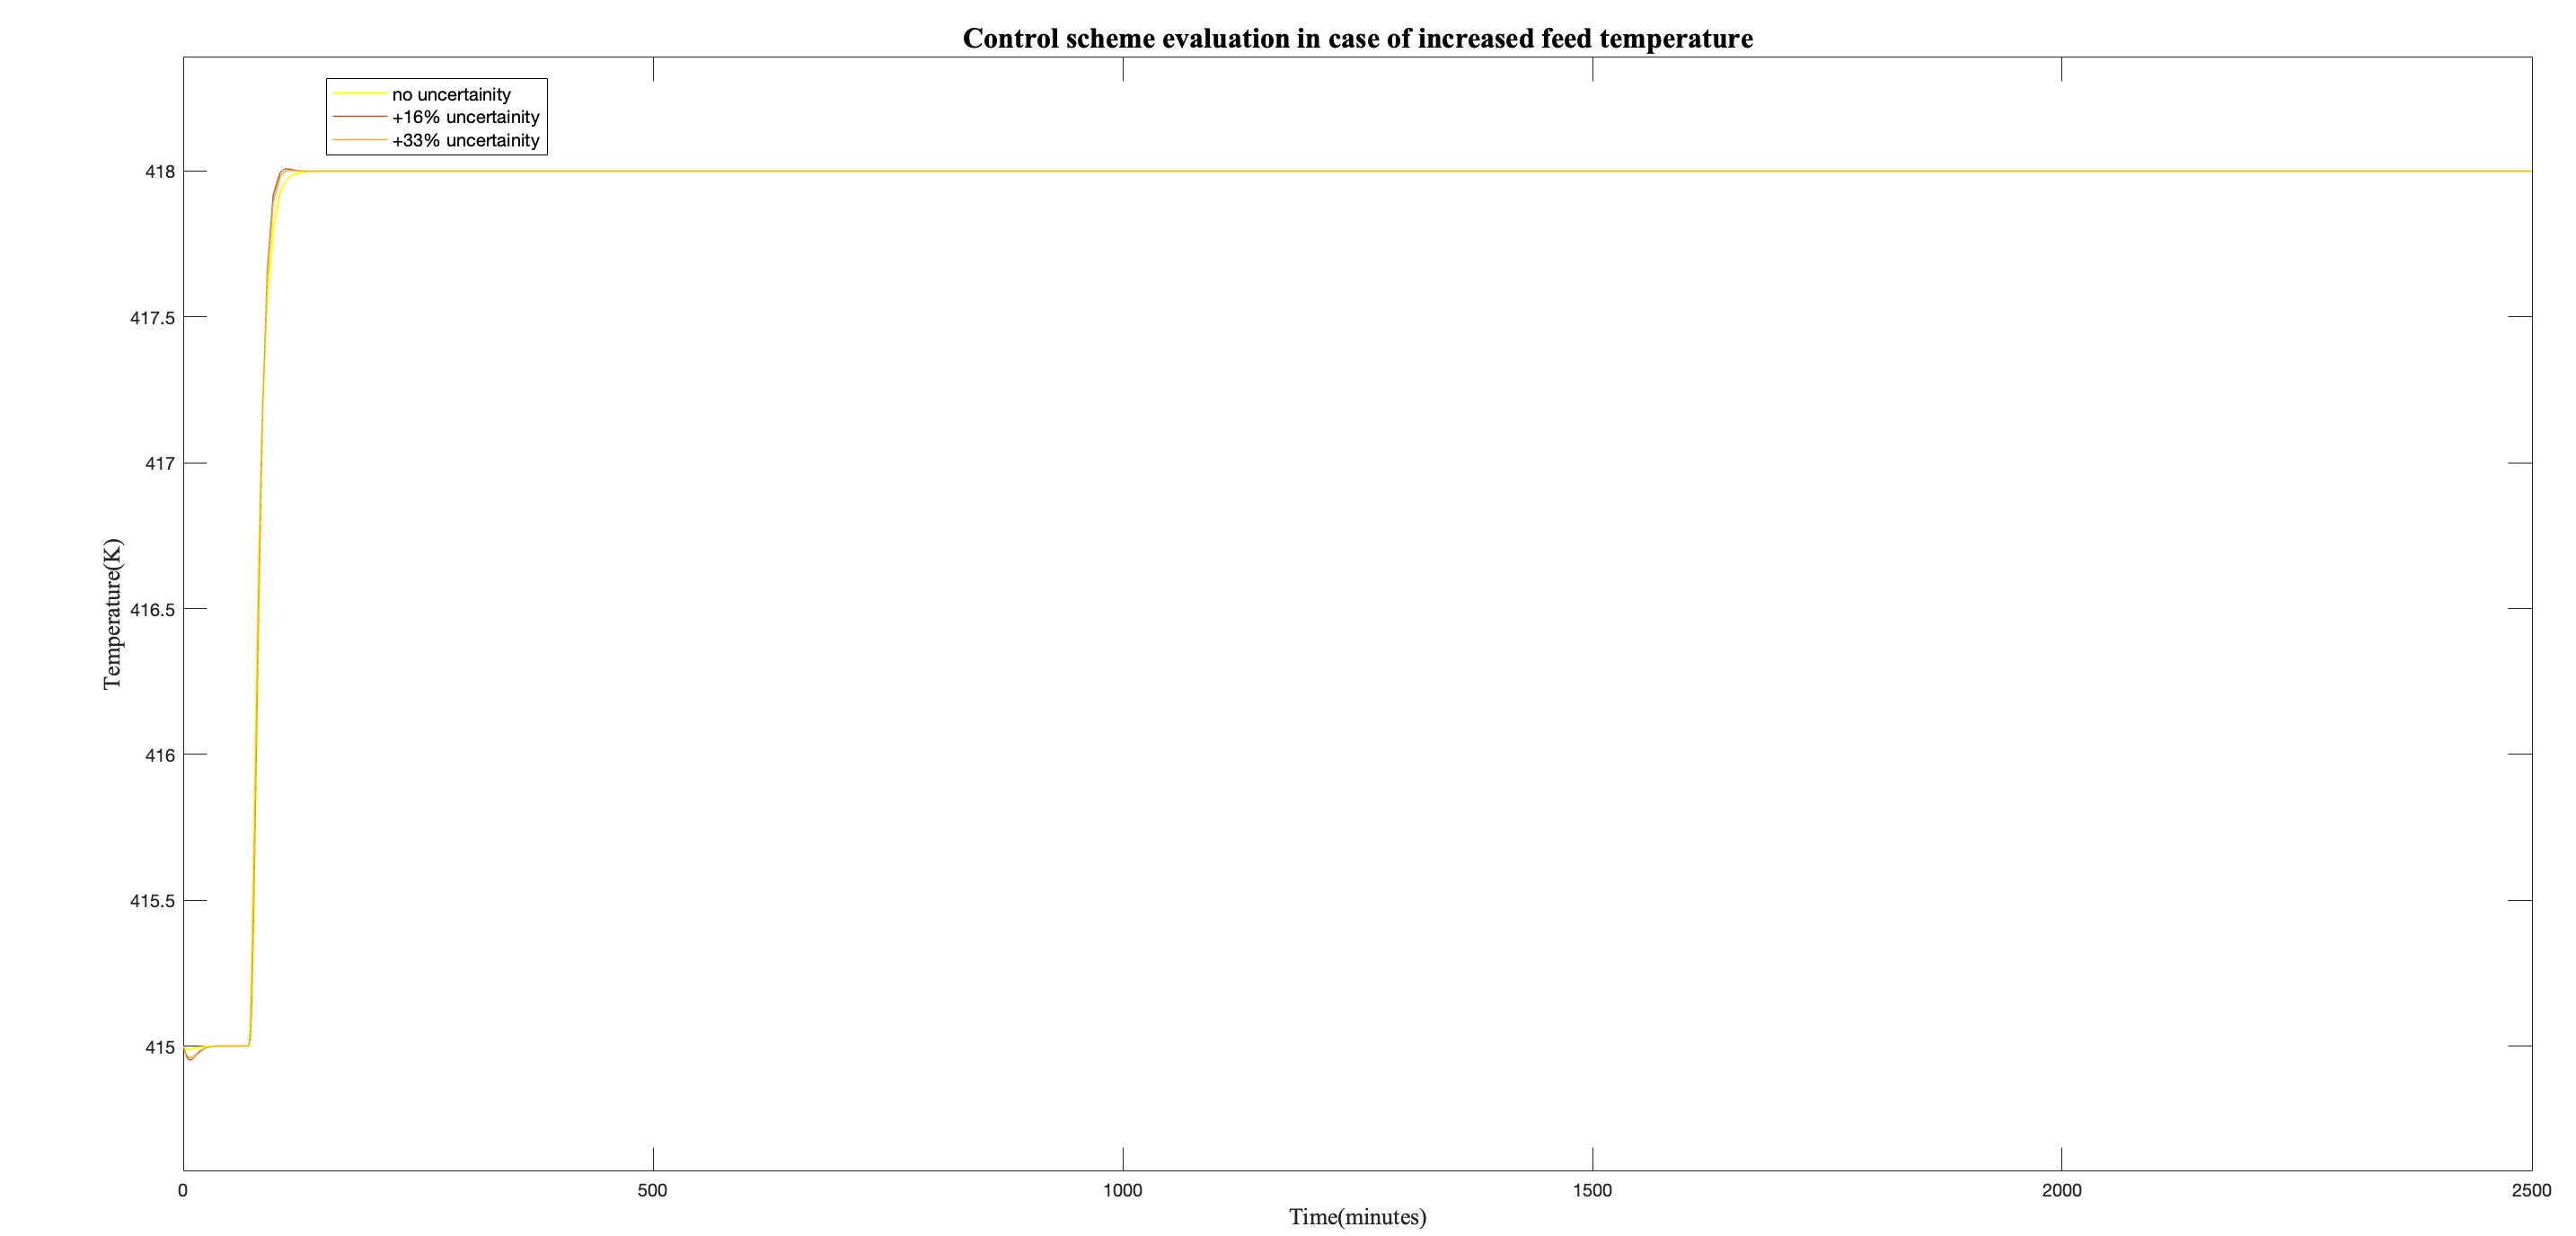 Control scheme evaluation in case of increased feed temperature
no uncertainity
+16% uncertainity
+33% uncertainity
418
417.5
417
416.5
416
415.5
415
Temperature(K)
0 500 1000 1500 2000 2500
Time(minutes)